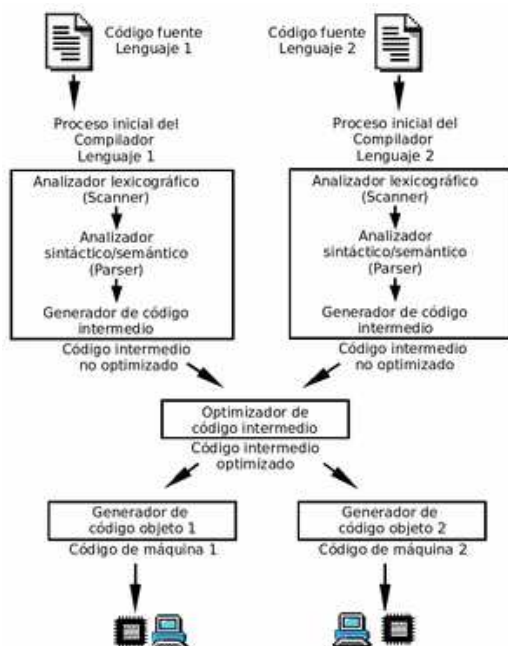 Código fuente
Lenguaje 1
Código fuente
Lenguaje 2
Proceso inicial del
Compilador
Lenguaje 1
Analizador lexicográfico
(Scanner)
Analizador
sintáctico/semántico
(Parser)
Generador de código
intermedio
Código intermedio
no optimizado
Proceso inicial del
Compilador
Lenguaje 2
Analizador lexicográfico
(Scanner)
Analizador
sintáctico/semántico
(Parser)
Generador de código
intermedio
Código intermedio
no optimizado
Optimizador de
código intermedio
Código intermedio
optimizado
Generador de
código objeto 1
Código de máquina 1
Generador de
código objeto 2
Código de máquina 2